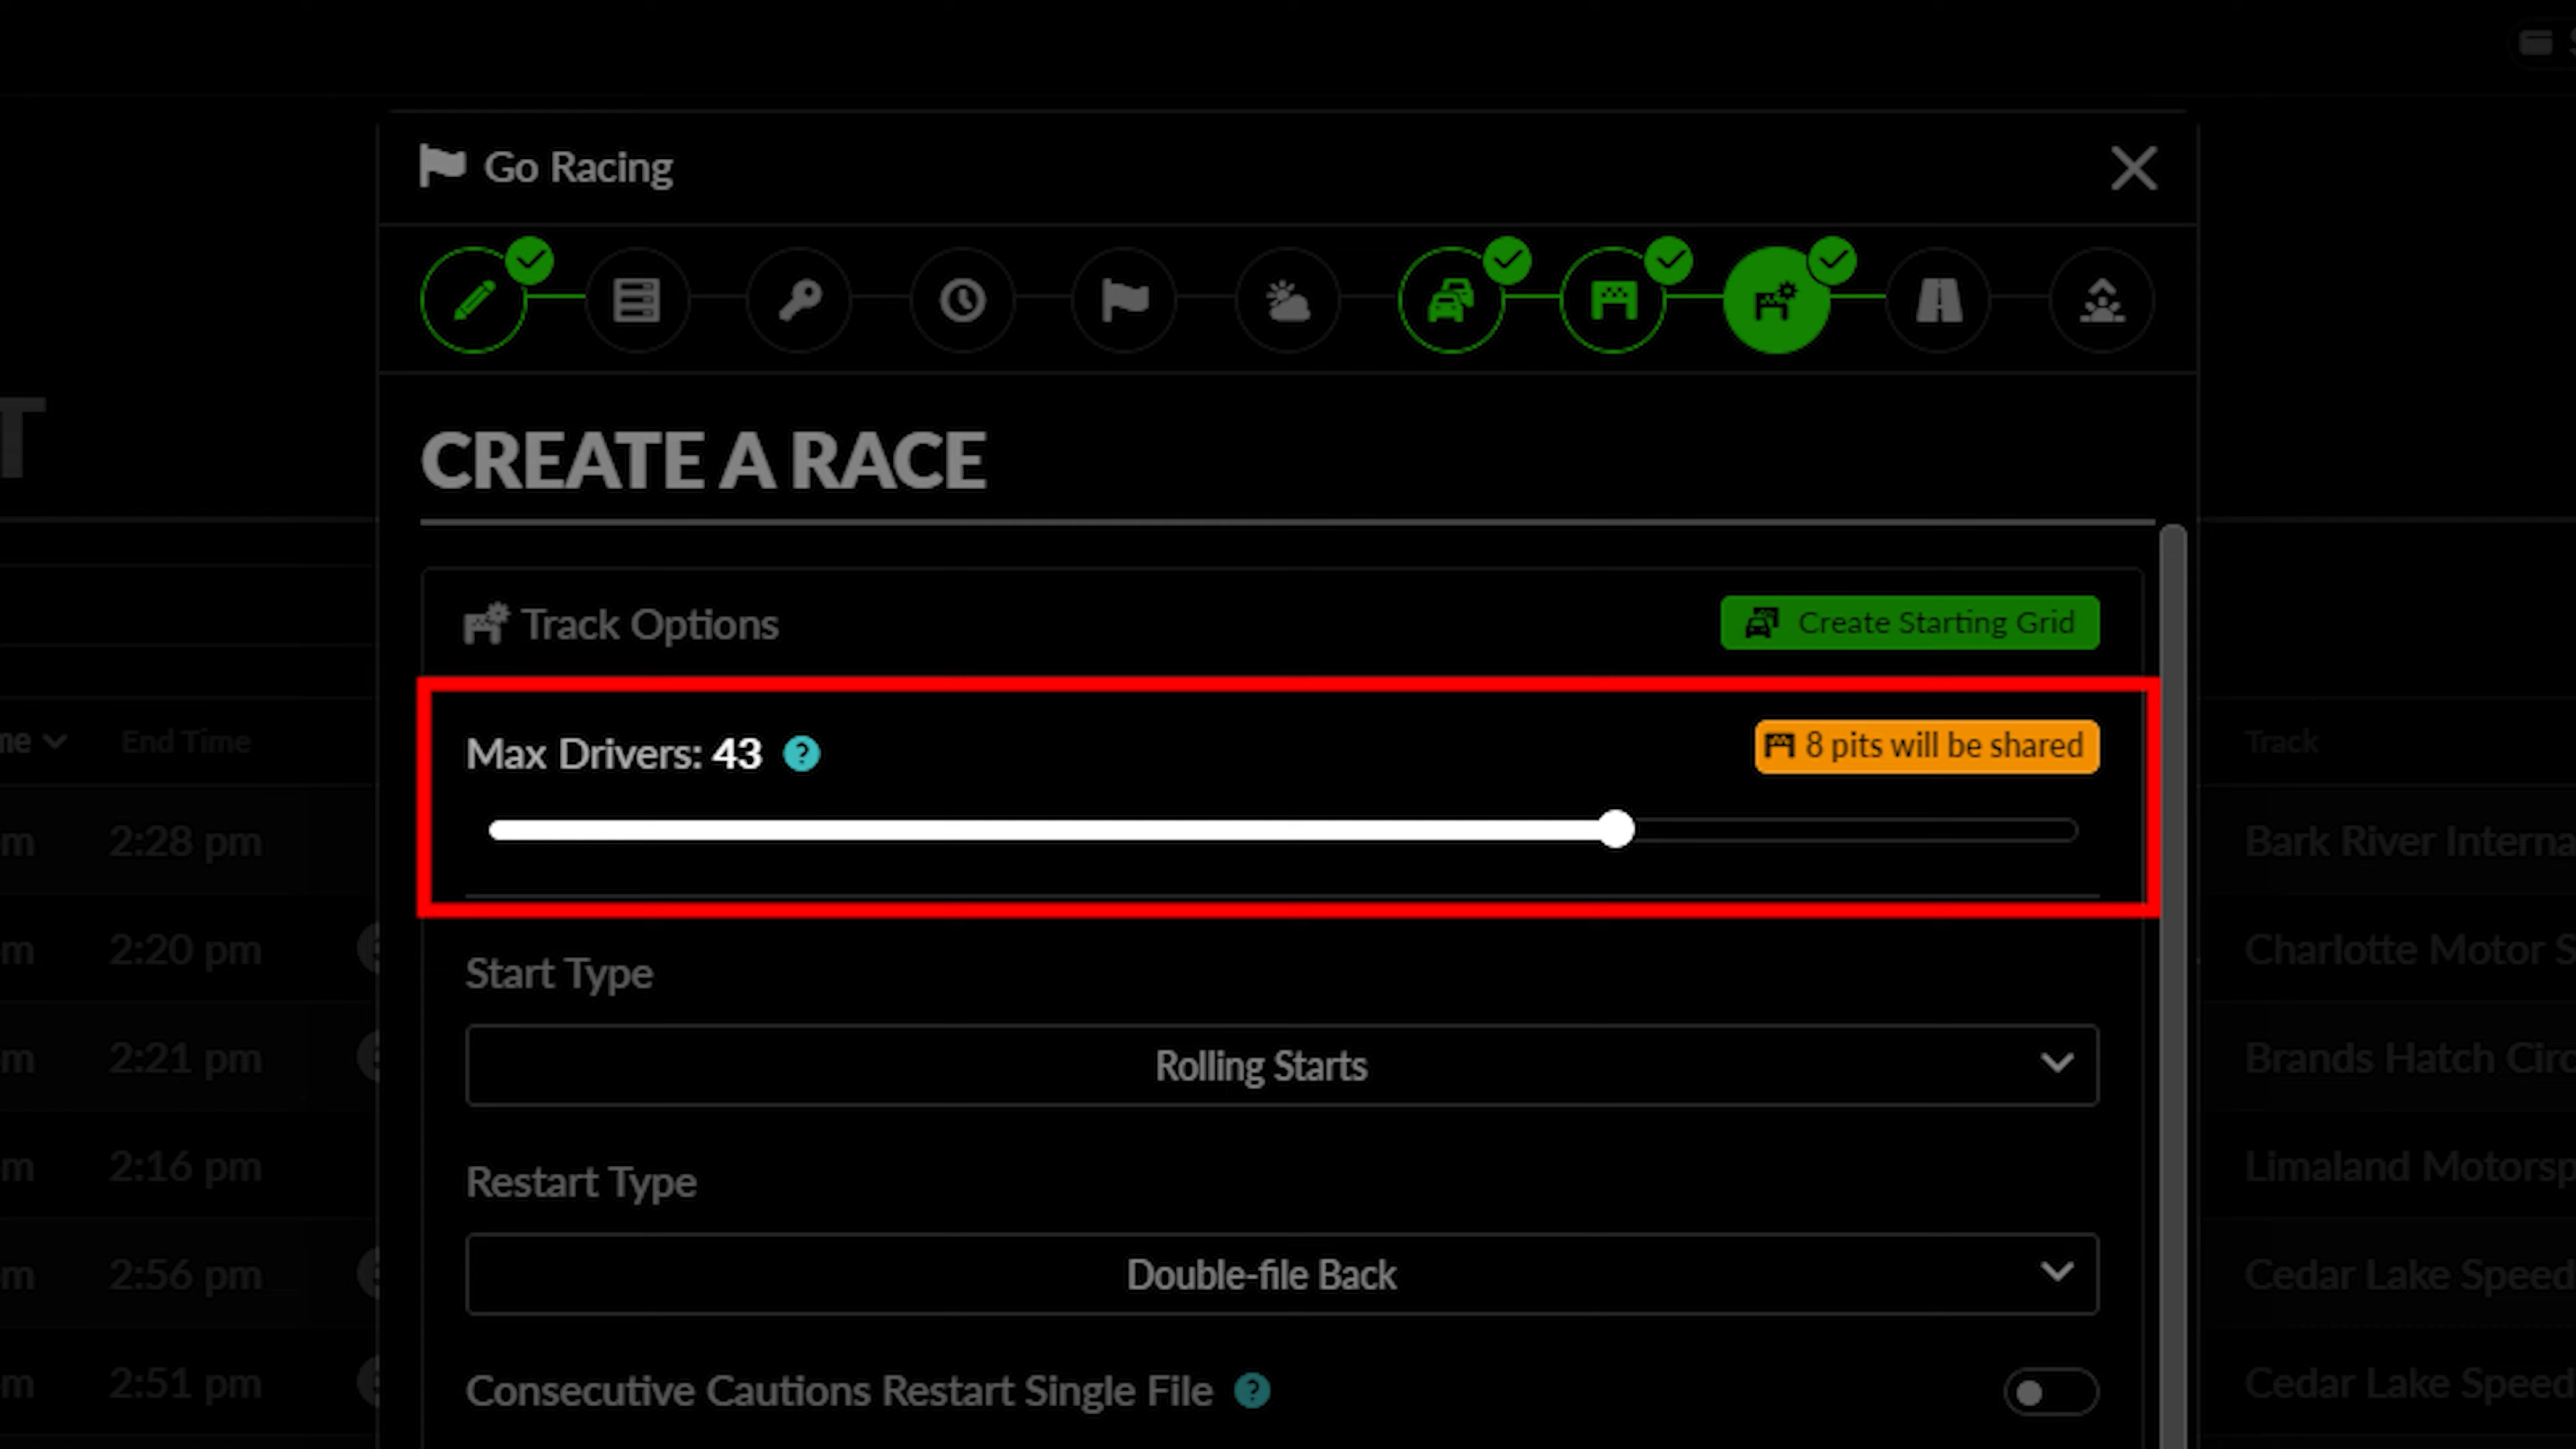 Go Racing
T
CREATE A RACE
Track Options
Create Starting Grid
Max Drivers: 43
8 pits will be shared
End Time
Track
2:28 pm
Bark River Interna
2:20 pm
Charlotte Motor S
Start Type
Rolling Starts
2:21 pm
Brands Hatch Circ
Restart Type
2:16 pm
Limaland Motorsp
Double-file Back
2:56 pm
Cedar Lake Speed
Consecutive Cautions Restart Single File
2:51 pm
Cedar Lake Speed